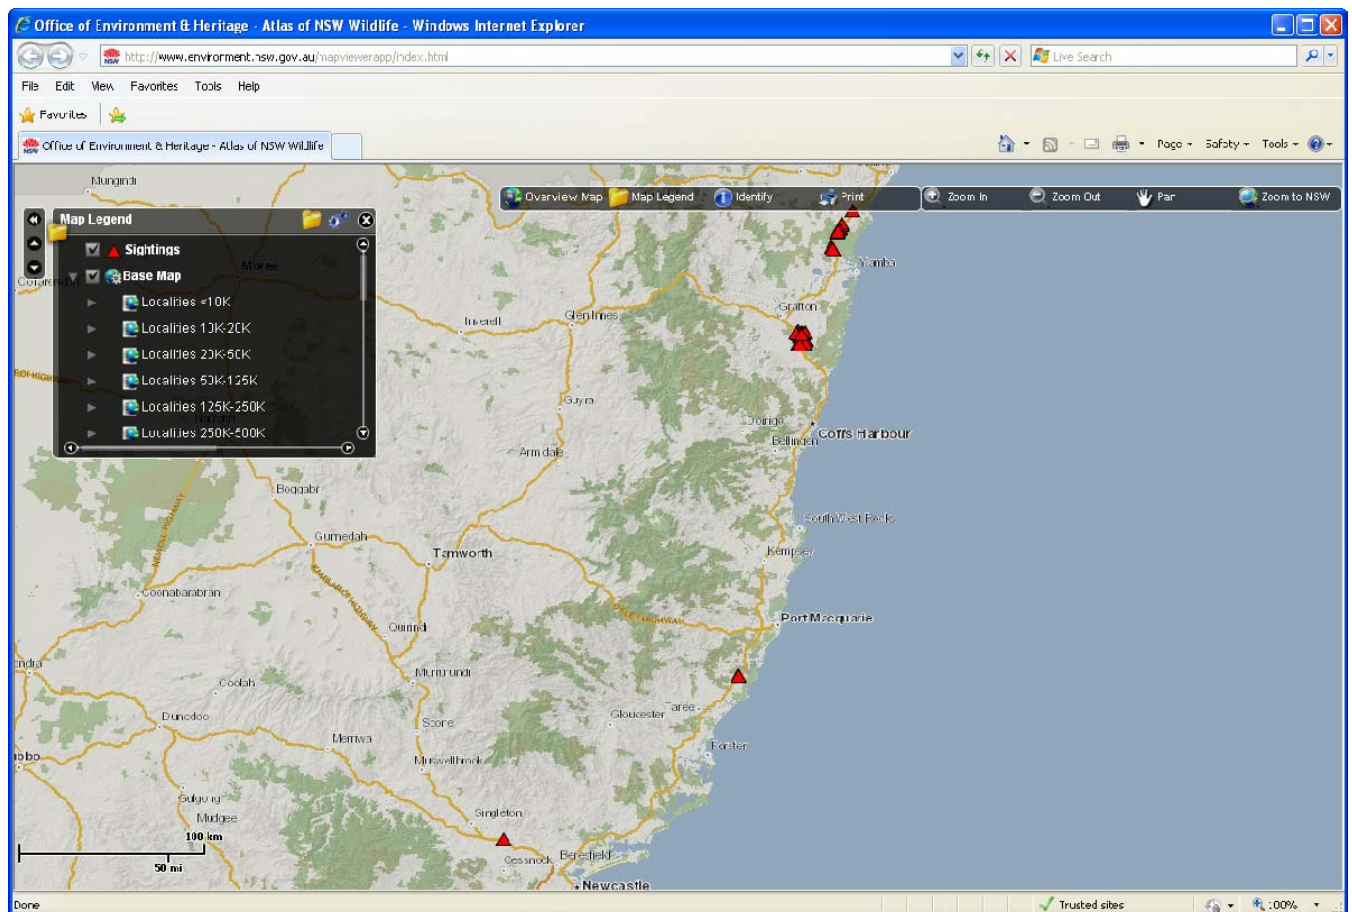 Office of Environment & Heritage - Atlas of NSW Wildlife - Windows Internet Explorer
http://www.environment.nsw.gov.au/mapviewerapp/index.html
Live Search
File Edit View Favorites Tools Help
Favorites
Office of Environment & Heritage - Atlas of NSW Wildlife
Page Safety Tools
Mungindi
Overview Map Map Legend Identify Print Zoom In Zoom Out Pan Zoom to NSW
Map Legend
Sightings
Yamba
Moree
Base Map
Localities <10K
Grafton
Glen Innes
Inverell
Localities 10K-20K
Localities 20K-50K
Localities 50K-125K
Guyra
Localities 125K-250K
Dorrigo
Coffs Harbour
Localities 250K-500K
Bellingen
Armidale
Boggabri
NEWELL HIGHWAY
South West Rocks
Gunnedah
Tamworth
Kempsey
KAMILAROI HIGHWAY
Coonabarabran
OXLEY HIGHWAY
Port Macquarie
Quirindi
Murrurundi
Coolah
Taree
Gloucester
Dunedoo
Scone
Merriwa
Forster
Muswellbrook
Gulgong
Mudgee
Singleton
100 km
50 mi
Cessnock
Beresfield
Newcastle
Done Trusted sites 100%